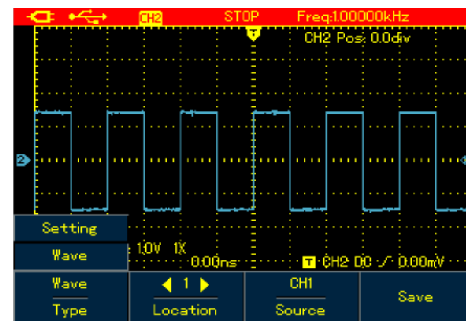 CH2 STOP Freq:1.00000kHz
T
CH2 Pos: 0.0div
2
Setting
Wave
1.0V 1X
0.00ns
T CH2 DC 0.00mV
Wave 1 CH1 Save
Type Location Source